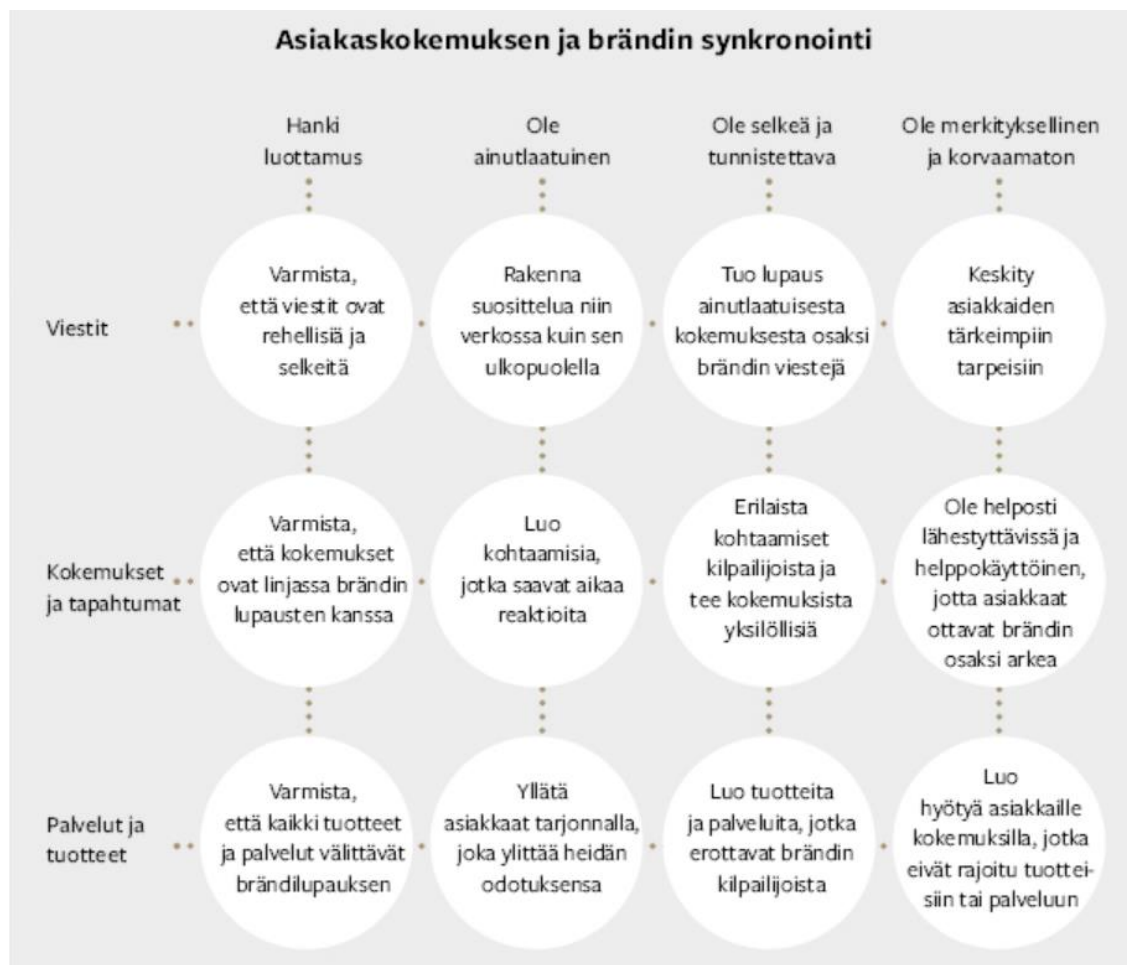 Asiakaskokemuksen ja brändin synkronointi
Hanki
luottamus
Ole
ainutlaatuinen
Ole selkeä ja
tunnistettava
Ole merkityksellinen
ja korvaamaton
Viestit
Varmista,
että viestit ovat
rehellisiä ja
selkeitä
Rakenna
suosittelua niin
verkossa kuin sen
ulkopuolella
Tuo lupaus
ainutlaatuisesta
kokemuksesta osaksi
brändin viestejä
Keskity
asiakkaiden
tärkeimpiin
tarpeisiin
Kokemukset
ja tapahtumat
Varmista,
että kokemukset
ovat linjassa brändin
lupausten kanssa
Luo
kohtaamisia,
jotka saavat aikaa
reaktioita
Erilaista
kohtaamiset
kilpailijoista ja
tee kokemuksista
yksilöllisiä
Ole helposti
lähestyttävissä ja
helppokäyttöinen,
jotta asiakkaat
ottavat brändin
osaksi arkea
Palvelut ja
tuotteet
Varmista,
että kaikki tuotteet
ja palvelut välittävät
brändilupauksen
Yllätä
asiakkaat tarjonnalla,
joka ylittää heidän
odotuksensa
Luo tuotteita
ja palveluita, jotka
erottavat brändin
kilpailijoista
Luo
hyötyä asiakkaille
kokemuksilla, jotka
eivät rajoitu tuottei-
siin tai palveluun